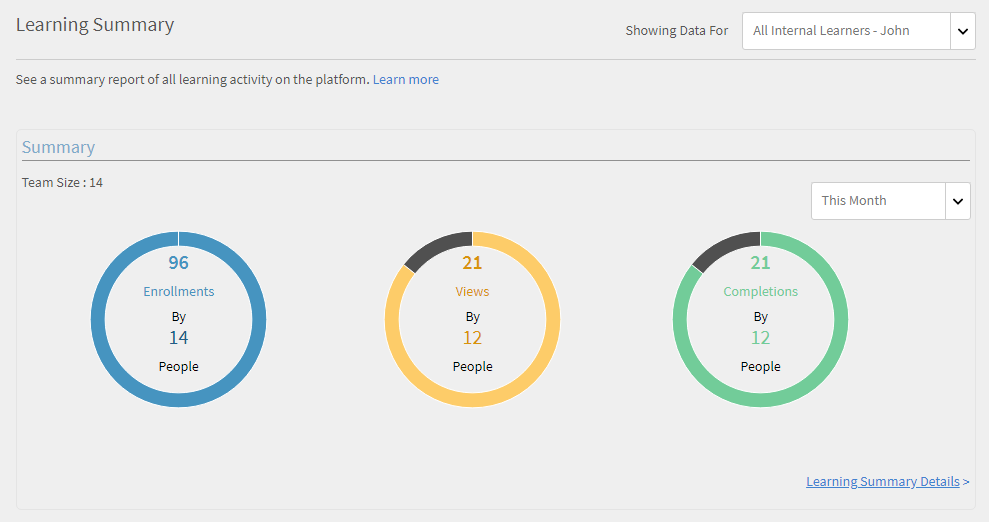 Learning Summary
Showing Data For
All Internal Learners - John
See a summary report of all learning activity on the platform. Learn more
Summary
Team Size : 14
This Month
96
Enrollments
By
14
People
21
Views
By
12
People
21
Completions
By
12
People
Learning Summary Details >